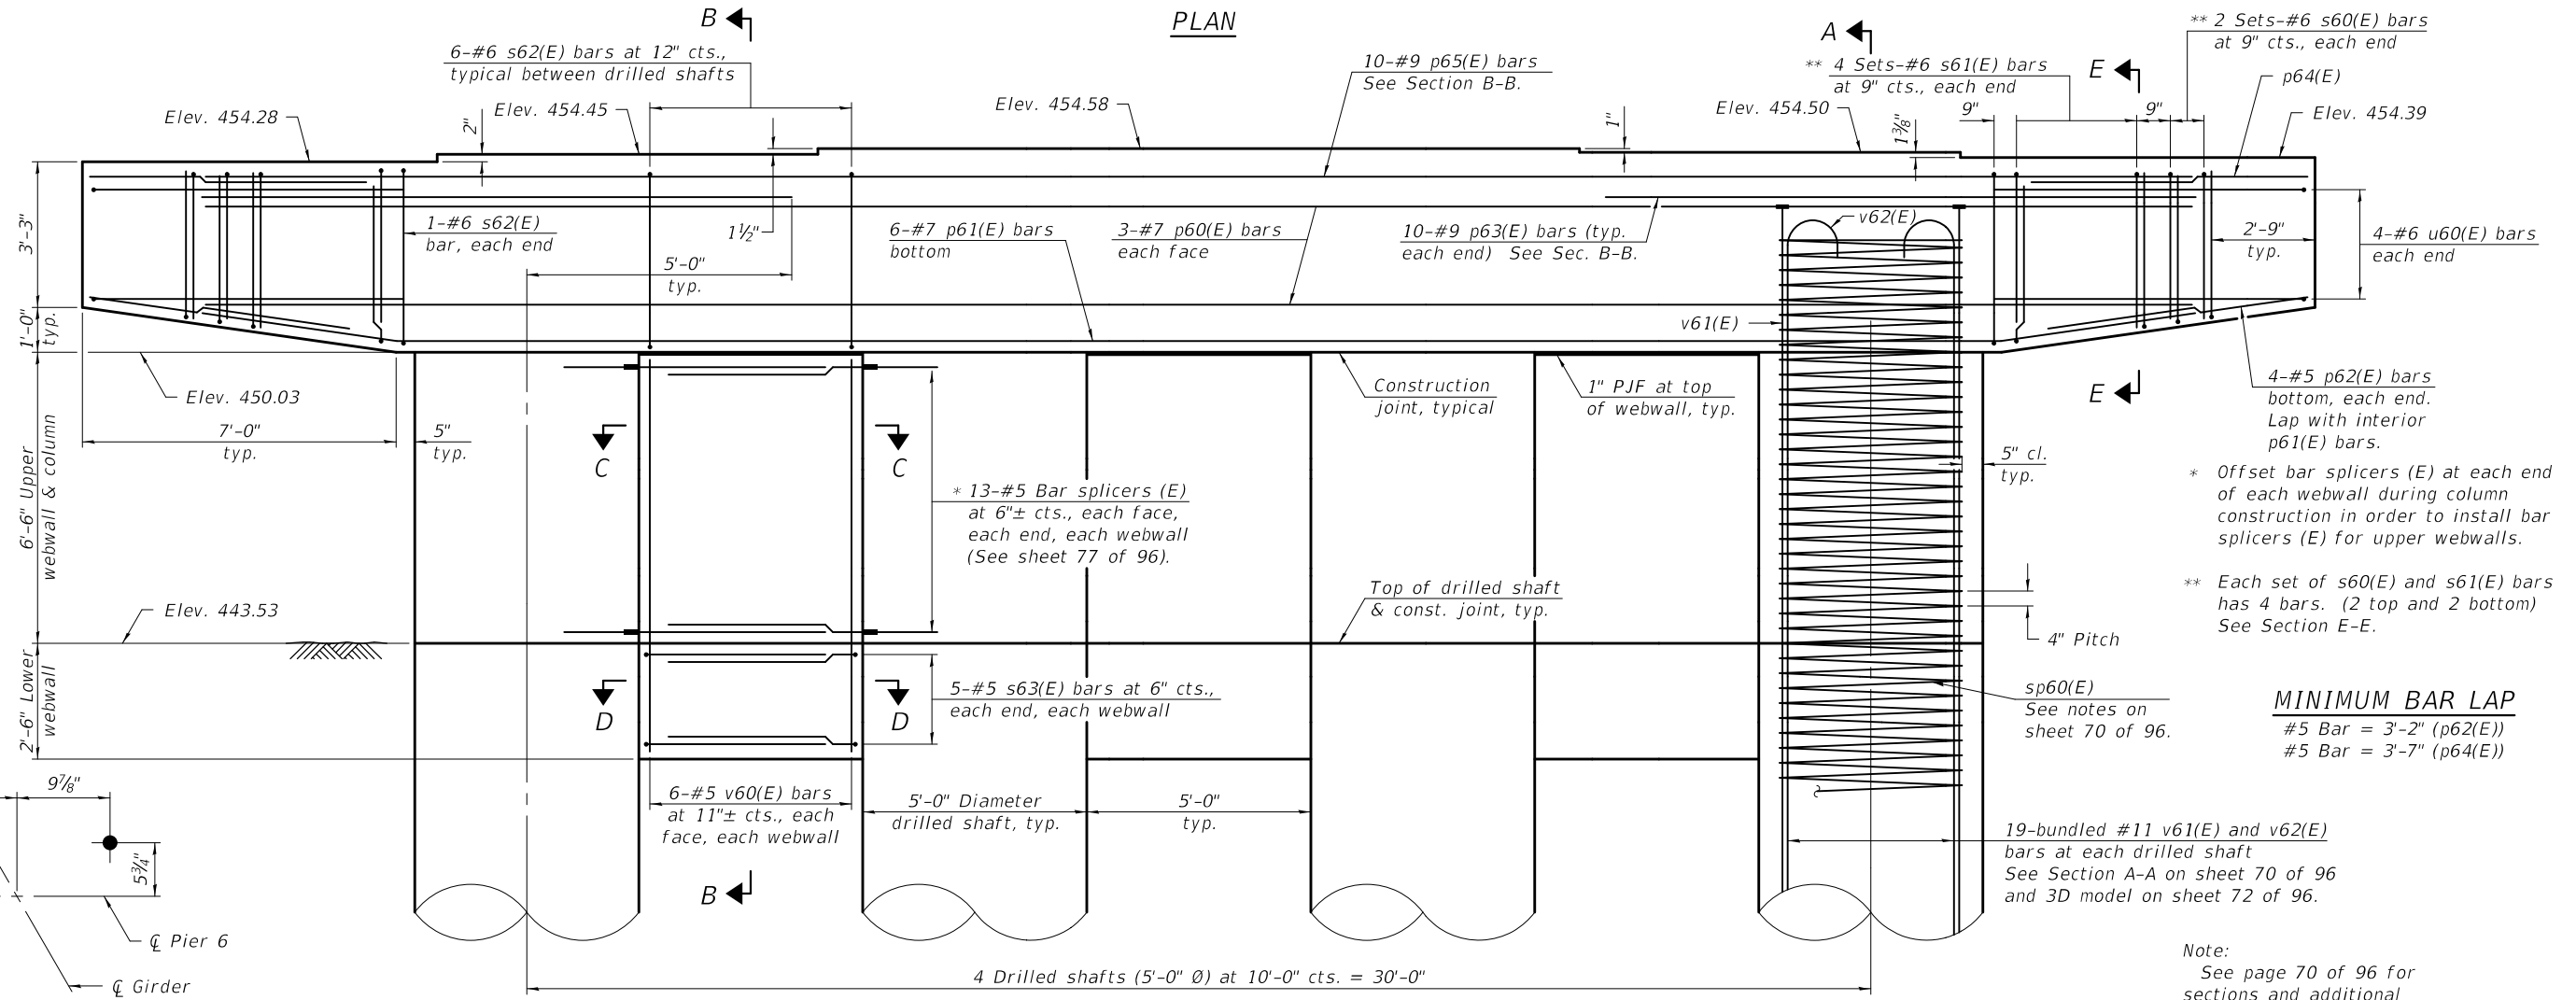 PLAN
B
A
** 2 Sets-#6 s60(E) bars
at 9" cts., each end
6-#6 s62(E) bars at 12" cts.,
typical between drilled shafts
10-#9 p65(E) bars
See Section B-B.
** 4 Sets-#6 s61(E) bars
at 9" cts., each end
E
p64(E)
Elev. 454.28
2"
Elev. 454.45
Elev. 454.58
1"
Elev. 454.50
1⅜"
9"
9"
Elev. 454.39
3'-3"
1-#6 s62(E)
bar, each end
1½"
5'-0"
typ.
6-#7 p61(E) bars
bottom
3-#7 p60(E) bars
each face
10-#9 p63(E) bars (typ.
each end) See Sec. B-B.
v62(E)
2'-9"
typ.
4-#6 u60(E) bars
each end
1'-0"
typ.
v61(E)
Elev. 450.03
7'-0"
typ.
5"
typ.
Construction
joint, typical
1" PJF at top
of webwall, typ.
E
4-#5 p62(E) bars
bottom, each end.
Lap with interior
p61(E) bars.
6'-6" Upper
webwall & column
C
C
* 13-#5 Bar splicers (E)
at 6"± cts., each face,
each end, each webwall
(See sheet 77 of 96).
5" cl.
typ.
* Offset bar splicers (E) at each end
of each webwall during column
construction in order to install bar
splicers (E) for upper webwalls.
Elev. 443.53
Top of drilled shaft
& const. joint, typ.
** Each set of s60(E) and s61(E) bars
has 4 bars. (2 top and 2 bottom)
See Section E-E.
4" Pitch
2'-6" Lower
webwall
D
D
5-#5 s63(E) bars at 6" cts.,
each end, each webwall
sp60(E)
See notes on
sheet 70 of 96.
MINIMUM BAR LAP
#5 Bar = 3'-2" (p62(E))
#5 Bar = 3'-7" (p64(E))
9⅞"
5¾"
6-#5 v60(E) bars
at 11"± cts., each
face, each webwall
5'-0" Diameter
drilled shaft, typ.
5'-0"
typ.
19-bundled #11 v61(E) and v62(E)
bars at each drilled shaft
See Section A-A on sheet 70 of 96
and 3D model on sheet 72 of 96.
B
℄ Pier 6
℄ Girder
4 Drilled shafts (5'-0" Ø) at 10'-0" cts. = 30'-0"
Note:
See page 70 of 96 for
sections and additional